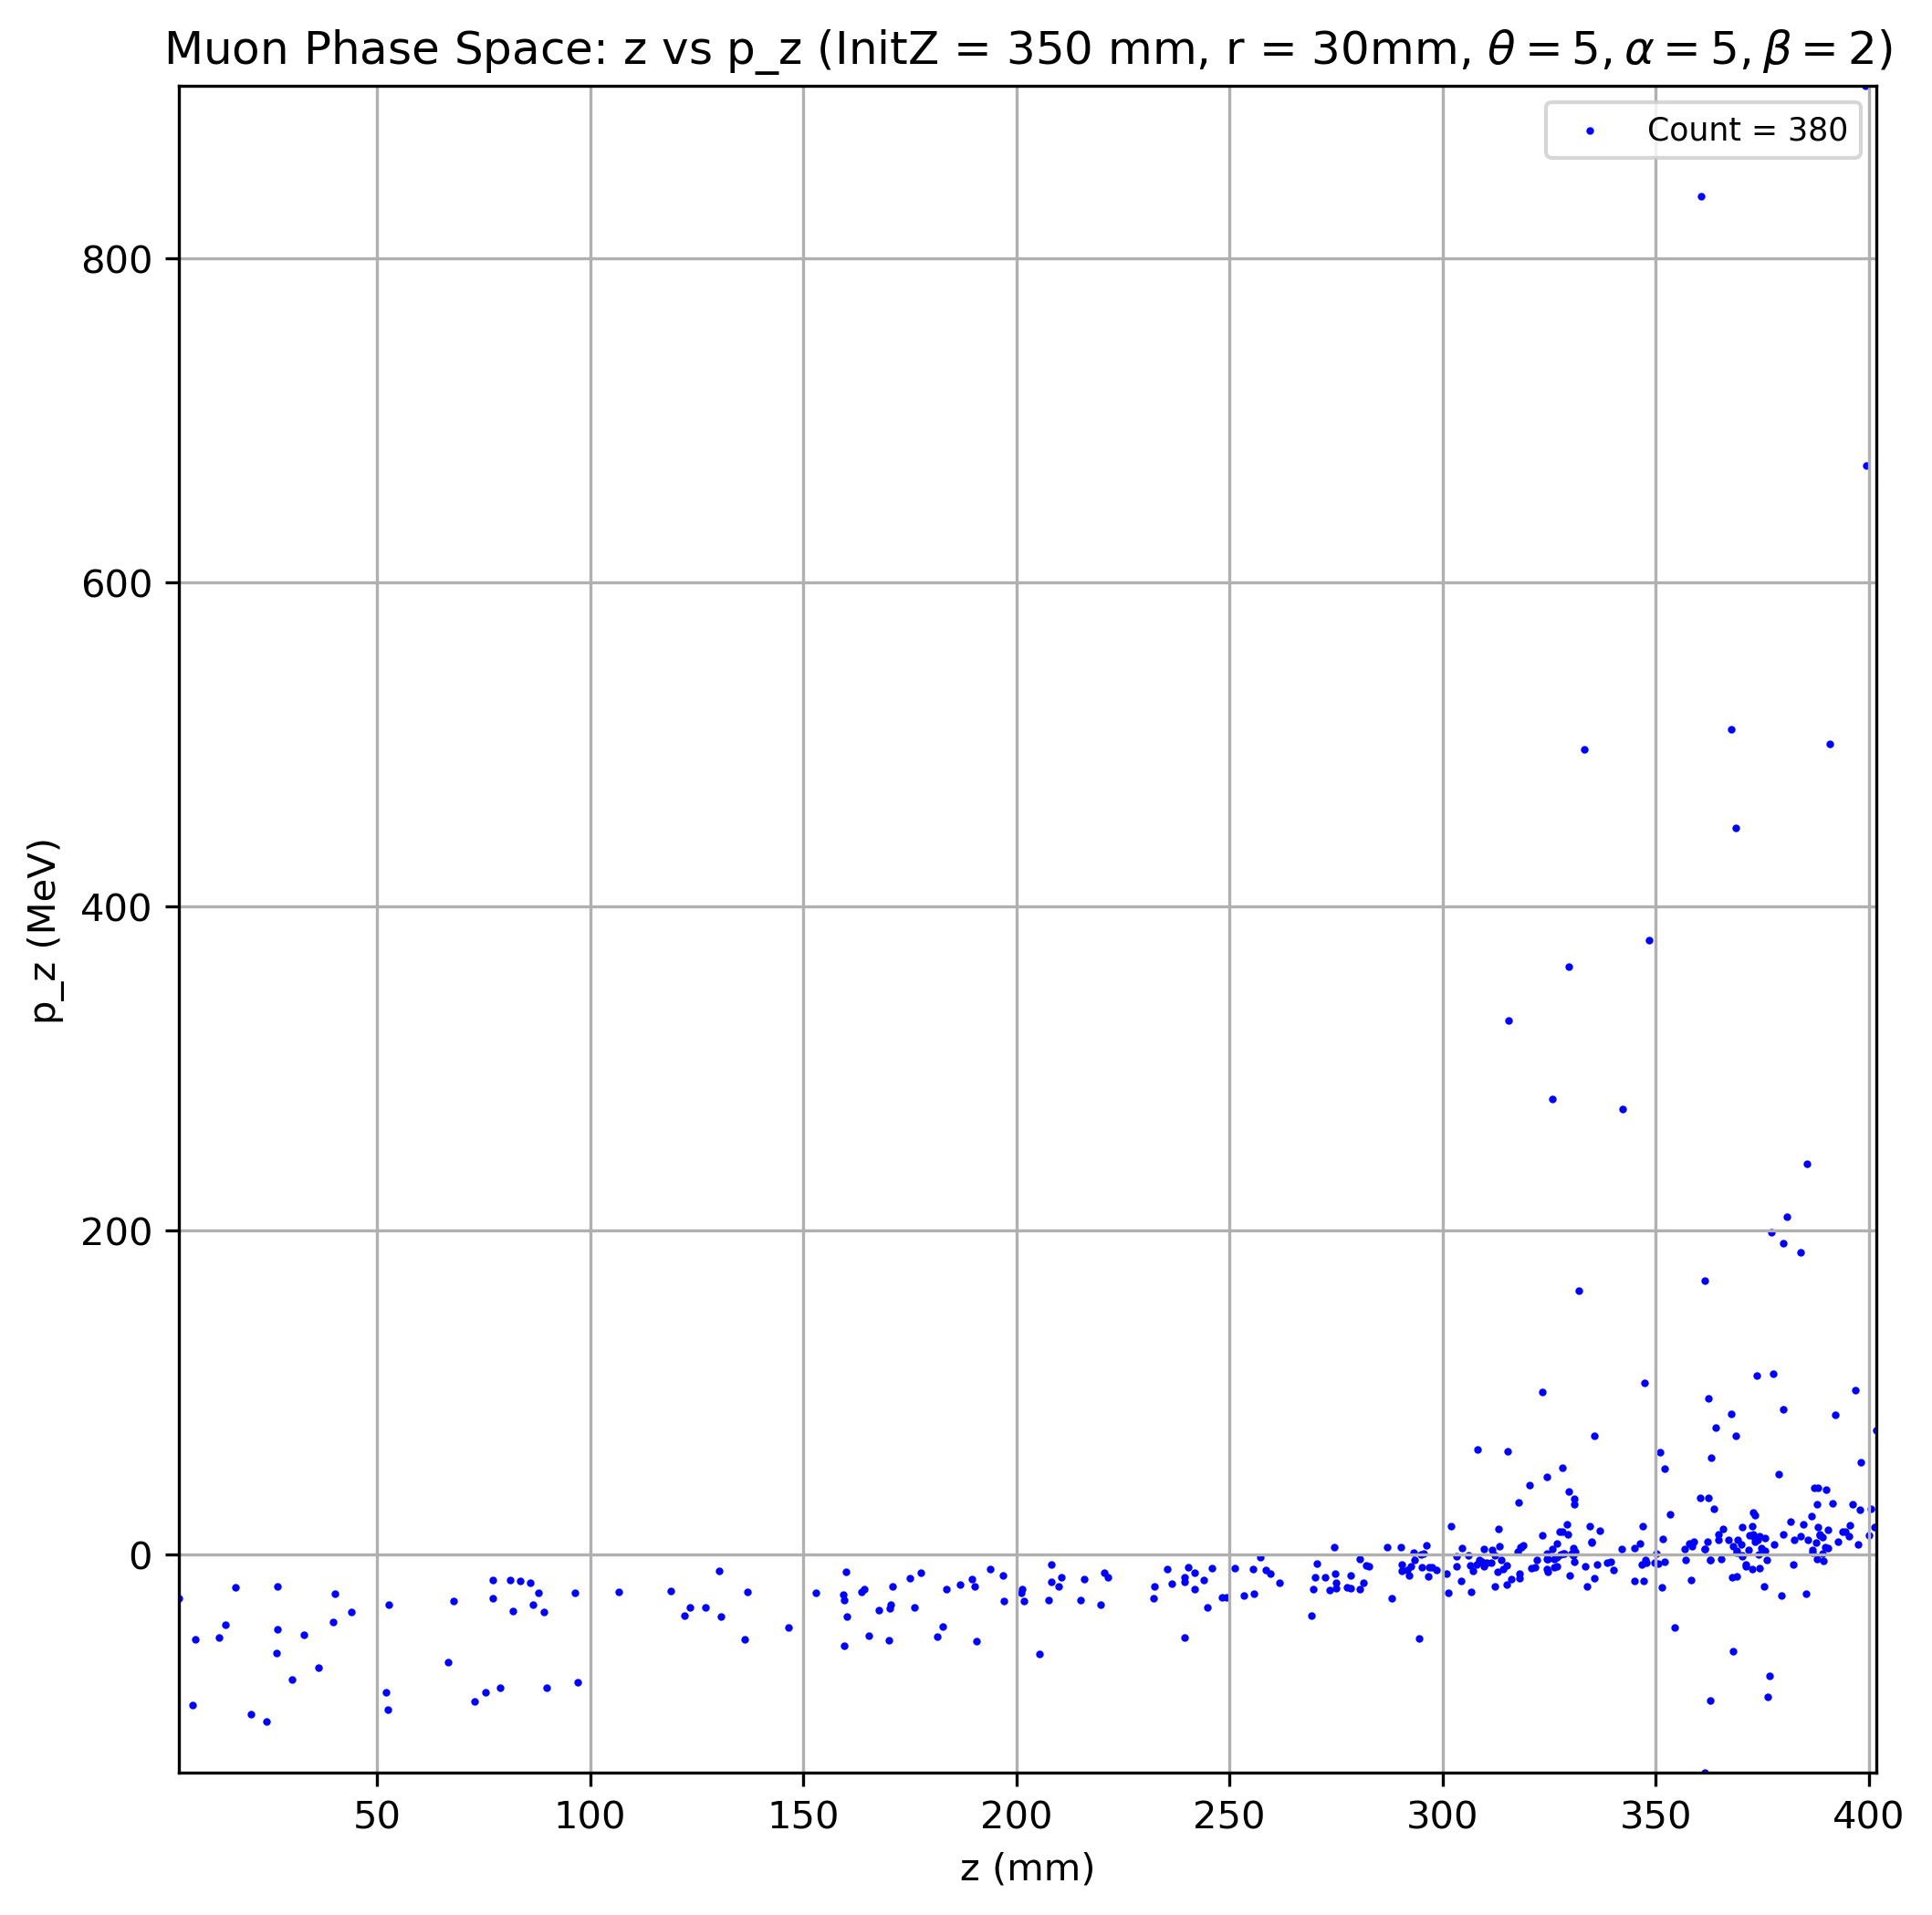 Muon Phase Space: z vs p_z (InitZ = 350 mm, r = 30mm, θ = 5, α = 5, β = 2)
Count = 380
800
600
400
200
0
p_z (MeV)
50 100 150 200 250 300 350 400
z (mm)